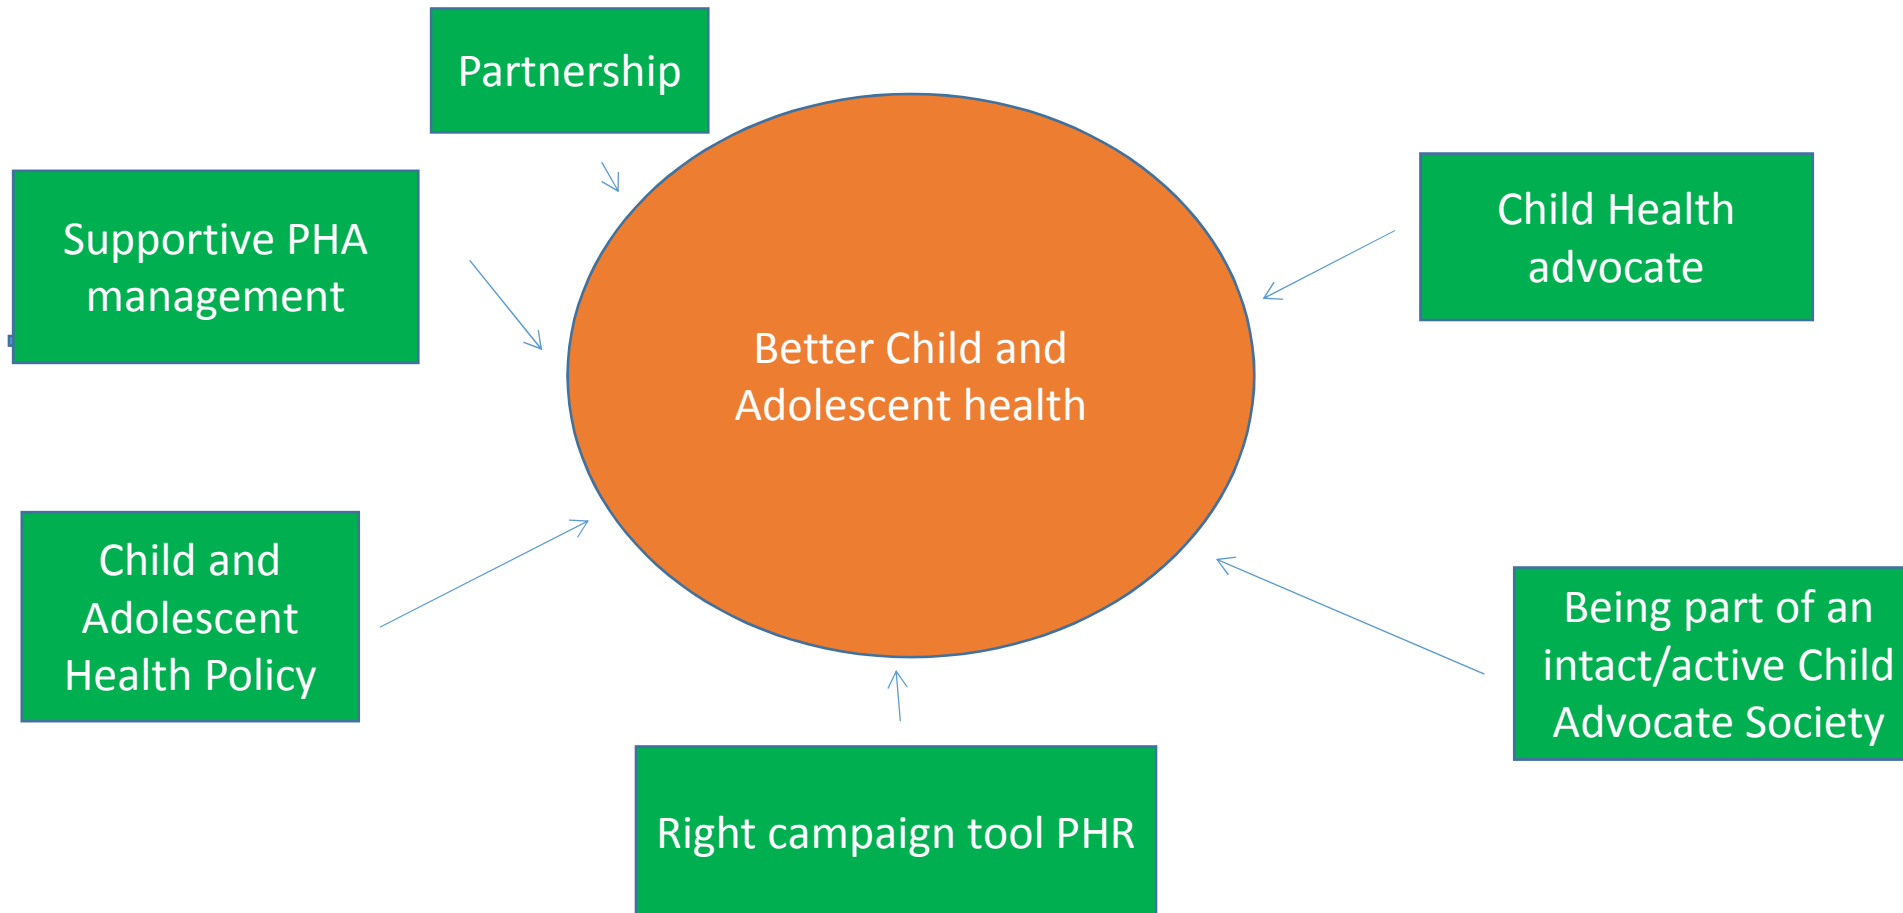 Partnership
Supportive PHA
management
Child Health
advocate
Better Child and
Adolescent health
Child and
Adolescent
Health Policy
Being part of an
intact/active Child
Advocate Society
Right campaign tool PHR